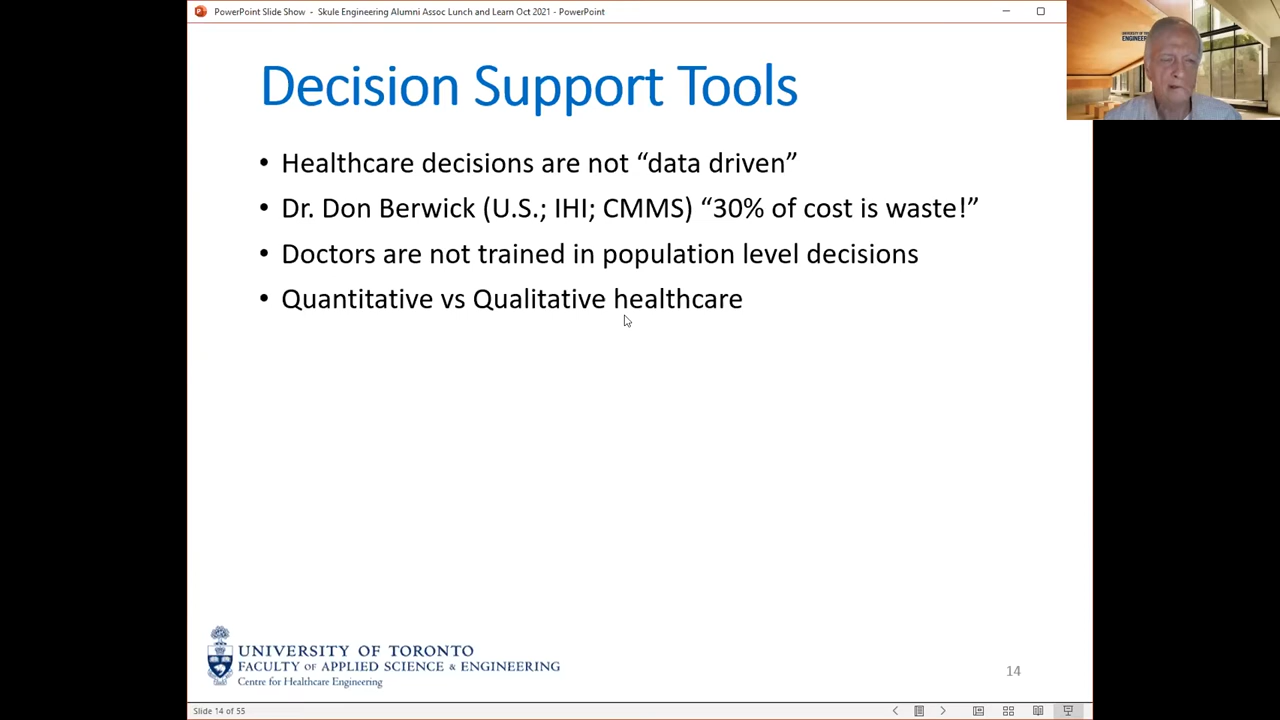 PowerPoint Slide Show - Skule Engineering Alumni Assoc Lunch and Learn Oct 2021 - PowerPoint
UNIVERSITY OF
ENGINEER
Decision Support Tools
• Healthcare decisions are not “data driven”
• Dr. Don Berwick (U.S.; IHI; CMMS) “30% of cost is waste!”
• Doctors are not trained in population level decisions
• Quantitative vs Qualitative healthcare
UNIVERSITY OF TORONTO
FACULTY OF APPLIED SCIENCE & ENGINEERING
Centre for Healthcare Engineering
14
Slide 14 of 55